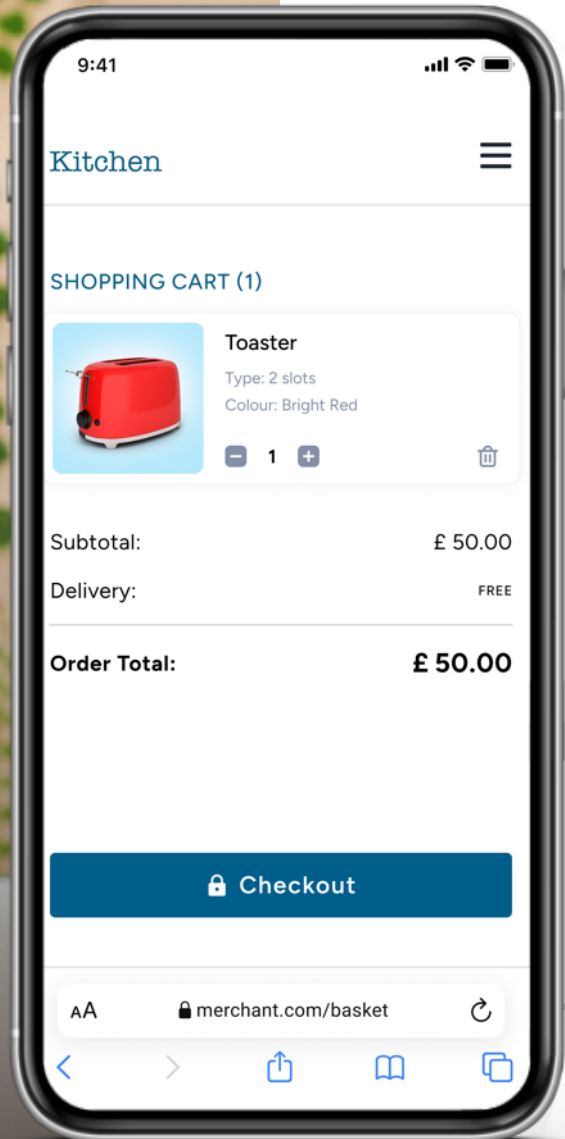 9:41
Kitchen
SHOPPING CART (1)
Toaster
Type: 2 slots
Colour: Bright Red
1
Subtotal: £ 50.00
Delivery: FREE
Order Total: £ 50.00
Checkout
AA merchant.com/basket